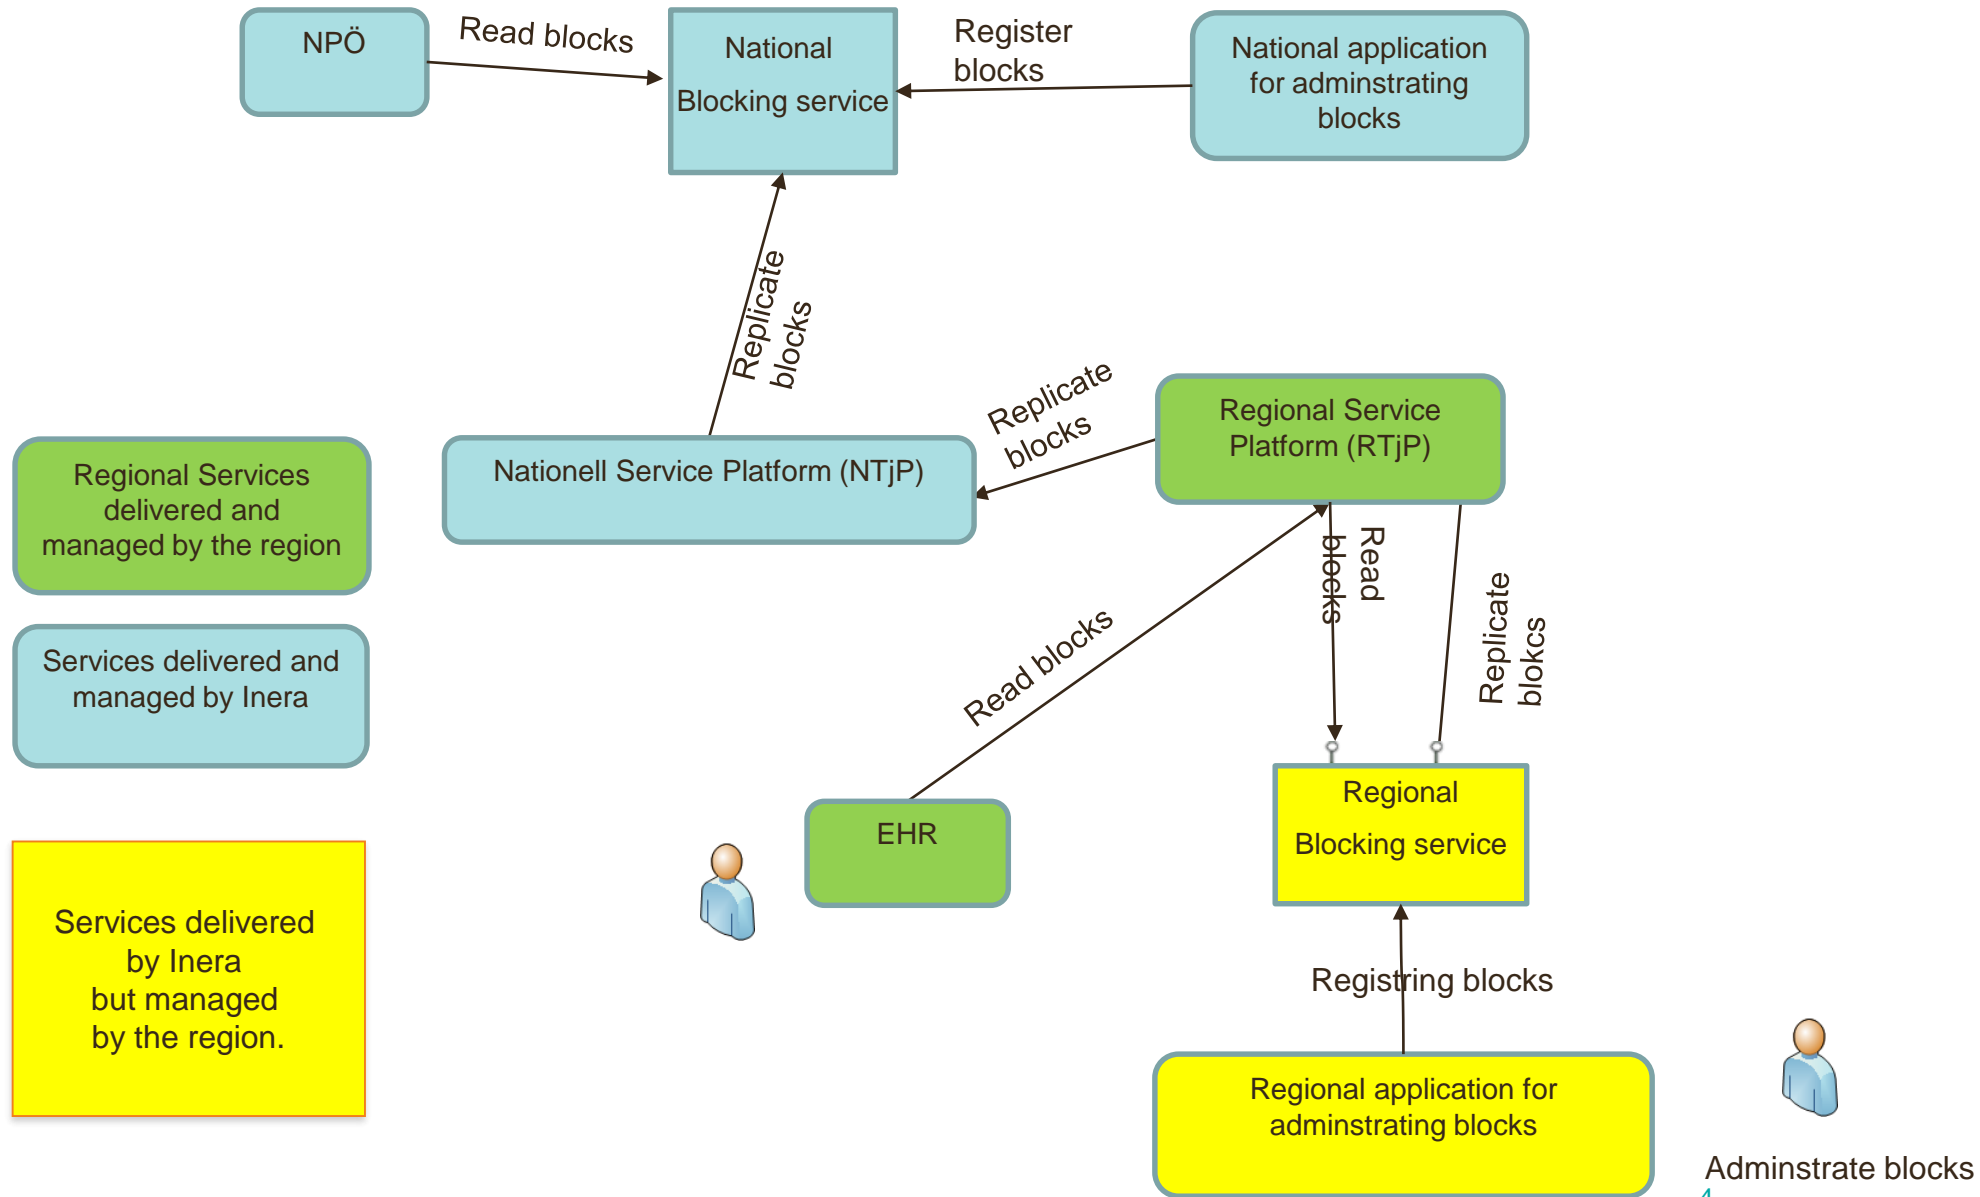 NPÖ
Read blocks
National
Blocking service
Register
blocks
National application
for adminstrating
blocks
Replicate
blocks
Replicate
blocks
Regional Service
Platform (RTjP)
Nationell Service Platform (NTjP)
Regional Services
delivered and
managed by the region
Read
blocks
Replicate
blokcs
Read blocks
Services delivered and
managed by Inera
Regional
Blocking service
EHR
Services delivered
by Inera
but managed
by the region.
Registring blocks
Regional application for
adminstrating blocks
Adminstrate blocks
4